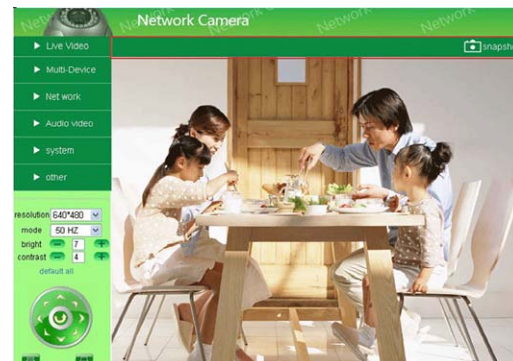 Network Camera
snapsh
Live Video
Multi-Device
Net work
Audio video
system
other
resolution 640*480
mode 50 HZ
bright 7
contrast 4
default all